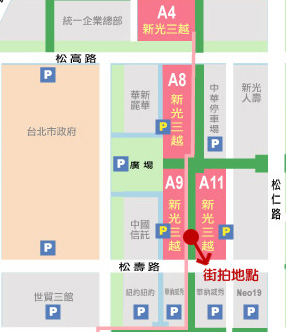 統一企業總部
A4
新光三越
松高路
P
A8
新光三越
華新
麗華
P
中華停車場
P
新光
人壽
台北市政府
P
廣場
P
A9
新光三越
A11
新光三越
松仁路
中國
信託
P
P
P
街拍地點
松壽路
世貿三館
P
紐約紐約
P
華納威秀
P
華納威秀
P
Neo19
P